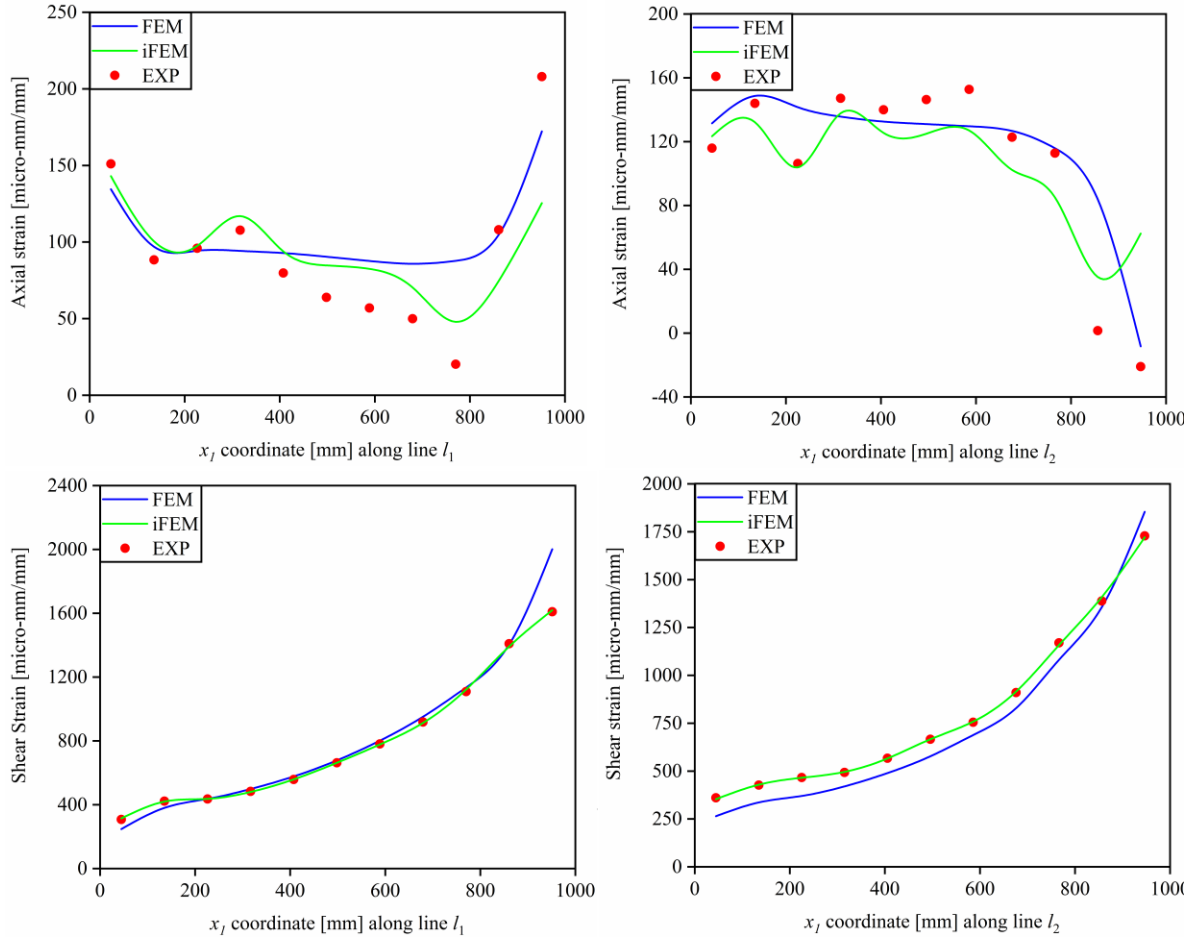 250
200
150
100
50
0
Axial strain [micro-mm/mm]
FEM
iFEM
EXP
0 200 400 600 800 1000
x₁ coordinate [mm] along line l₁
200
160
120
80
40
0
-40
Axial strain [micro-mm/mm]
FEM
iFEM
EXP
0 200 400 600 800 1000
x₁ coordinate [mm] along line l₂
2400
2000
1600
1200
800
400
0
Shear Strain [micro-mm/mm]
FEM
iFEM
EXP
0 200 400 600 800 1000
x₁ coordinate [mm] along line l₁
2000
1750
1500
1250
1000
750
500
250
0
Shear strain [micro-mm/mm]
FEM
iFEM
EXP
0 200 400 600 800 1000
x₁ coordinate [mm] along line l₂